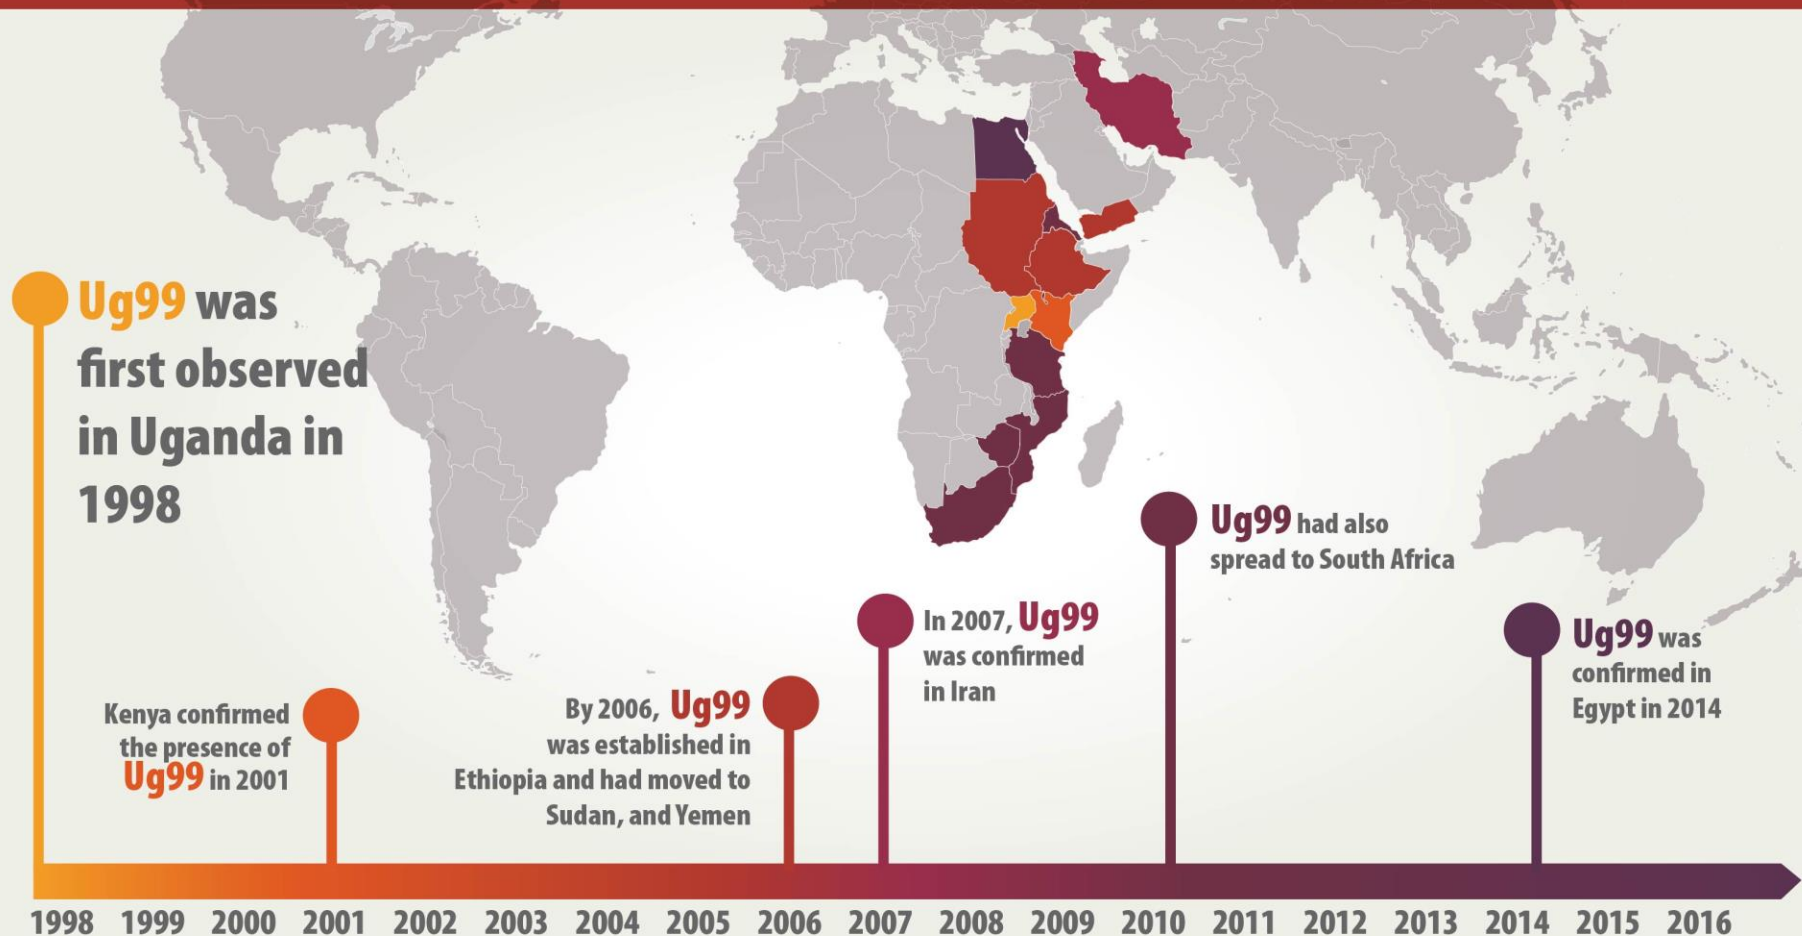 Ug99 was
first observed
in Uganda in
1998
Kenya confirmed
the presence of
Ug99 in 2001
By 2006, Ug99
was established in
Ethiopia and had moved to
Sudan, and Yemen
In 2007, Ug99
was confirmed
in Iran
Ug99 had also
spread to South Africa
Ug99 was
confirmed in
Egypt in 2014
1998 1999 2000 2001 2002 2003 2004 2005 2006 2007 2008 2009 2010 2011 2012 2013 2014 2015 2016